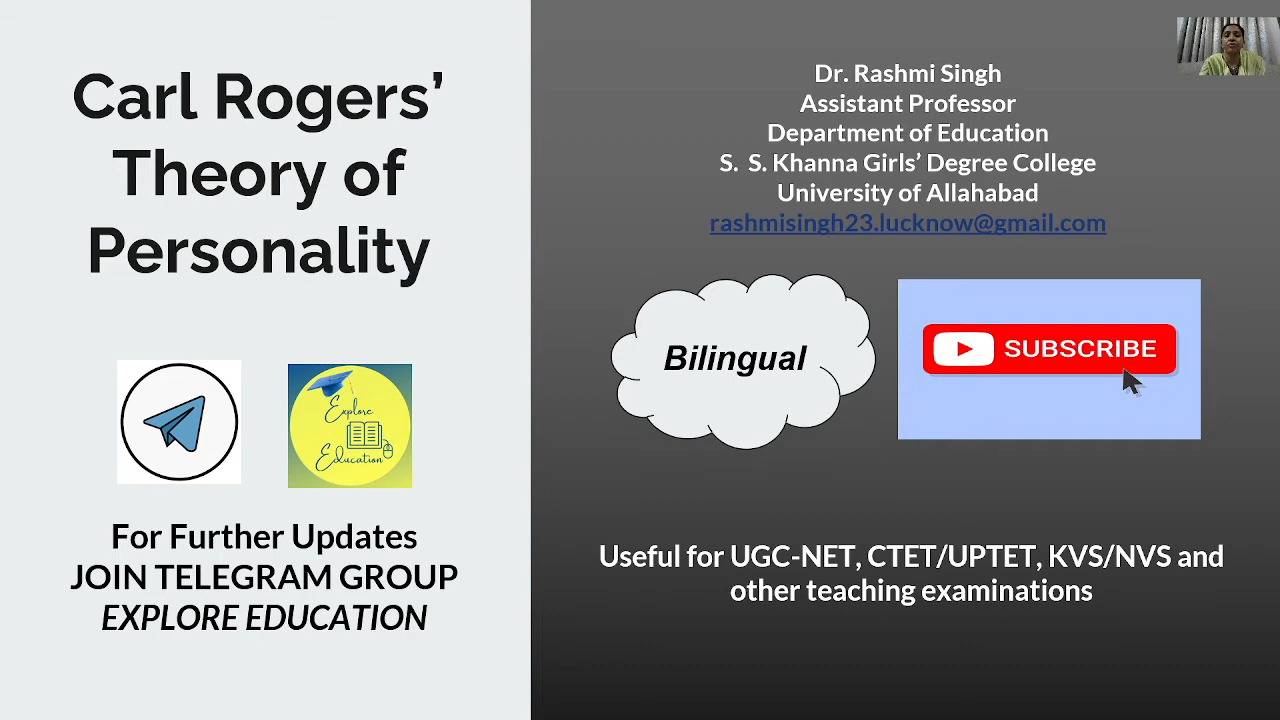 Carl Rogers’
Theory of
Personality
Explore
Education
For Further Updates
JOIN TELEGRAM GROUP
EXPLORE EDUCATION
Dr. Rashmi Singh
Assistant Professor
Department of Education
S. S. Khanna Girls’ Degree College
University of Allahabad
rashmisingh23.lucknow@gmail.com
Bilingual
SUBSCRIBE
Useful for UGC-NET, CTET/UPTET, KVS/NVS and
other teaching examinations